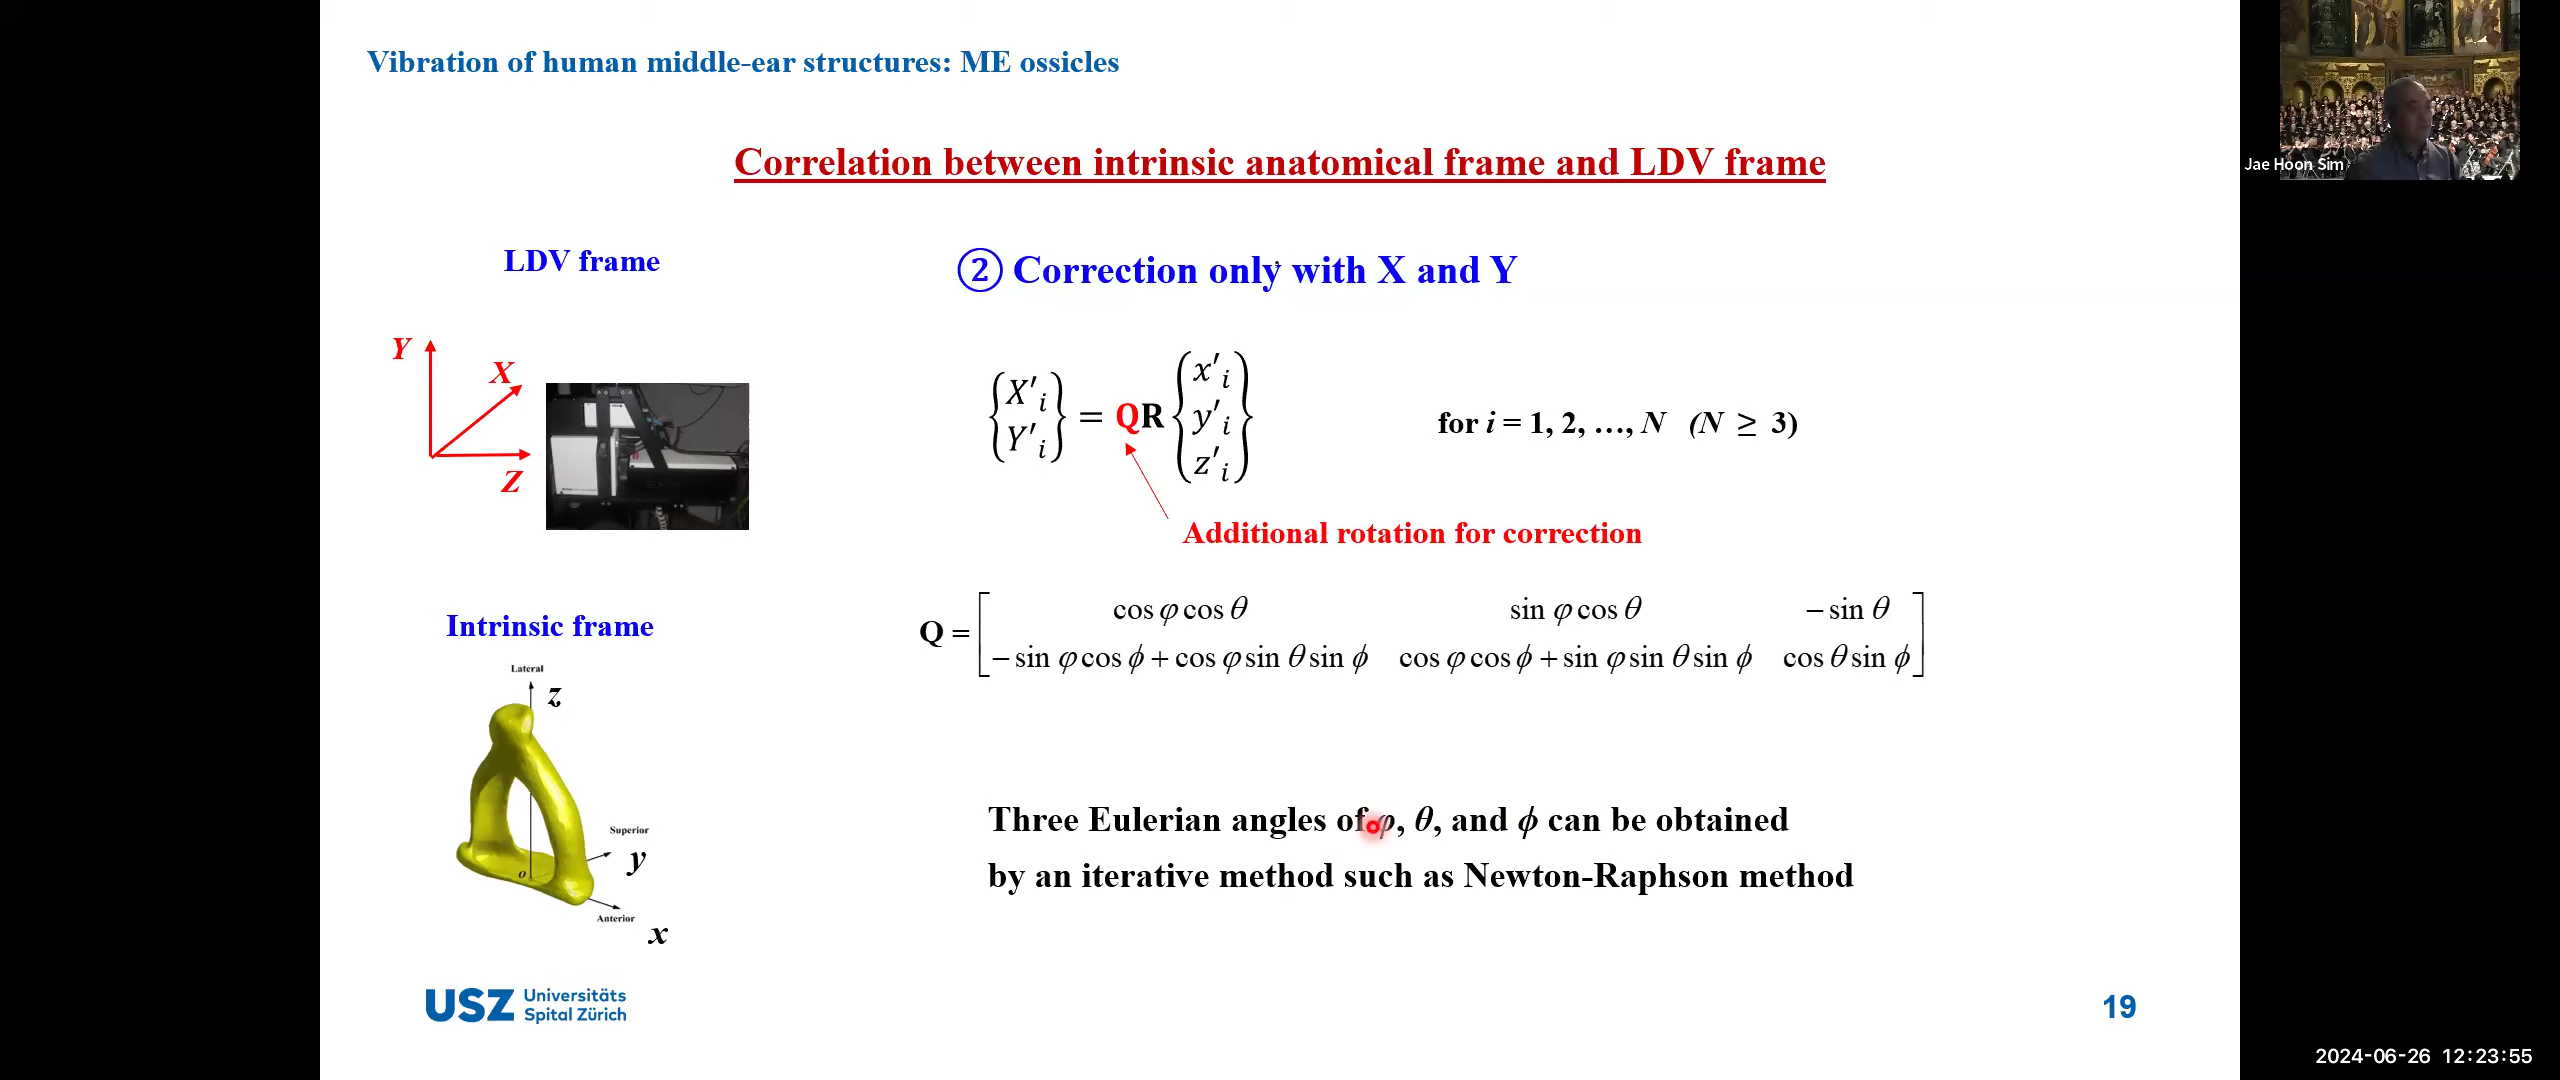 Vibration of human middle-ear structures: ME ossicles
Jae Hoon Sim
Correlation between intrinsic anatomical frame and LDV frame
LDV frame
② Correction only with X and Y
Y
X
Z
{X′ᵢ Y′ᵢ} = QR {x′ᵢ y′ᵢ z′ᵢ}
for i = 1, 2, …, N (N ≥ 3)
Additional rotation for correction
Q = [cos φ cos θ sin φ cos θ − sin θ
− sin φ cos ϕ + cos φ sin θ sin ϕ cos φ cos ϕ + sin φ sin θ sin ϕ cos θ sin ϕ]
Intrinsic frame
Lateral
z
Superior
y
o
Anterior
x
Three Eulerian angles of φ, θ, and ϕ can be obtained
by an iterative method such as Newton-Raphson method
USZ Universitäts
Spital Zürich
19
2024-06-26 12:23:55